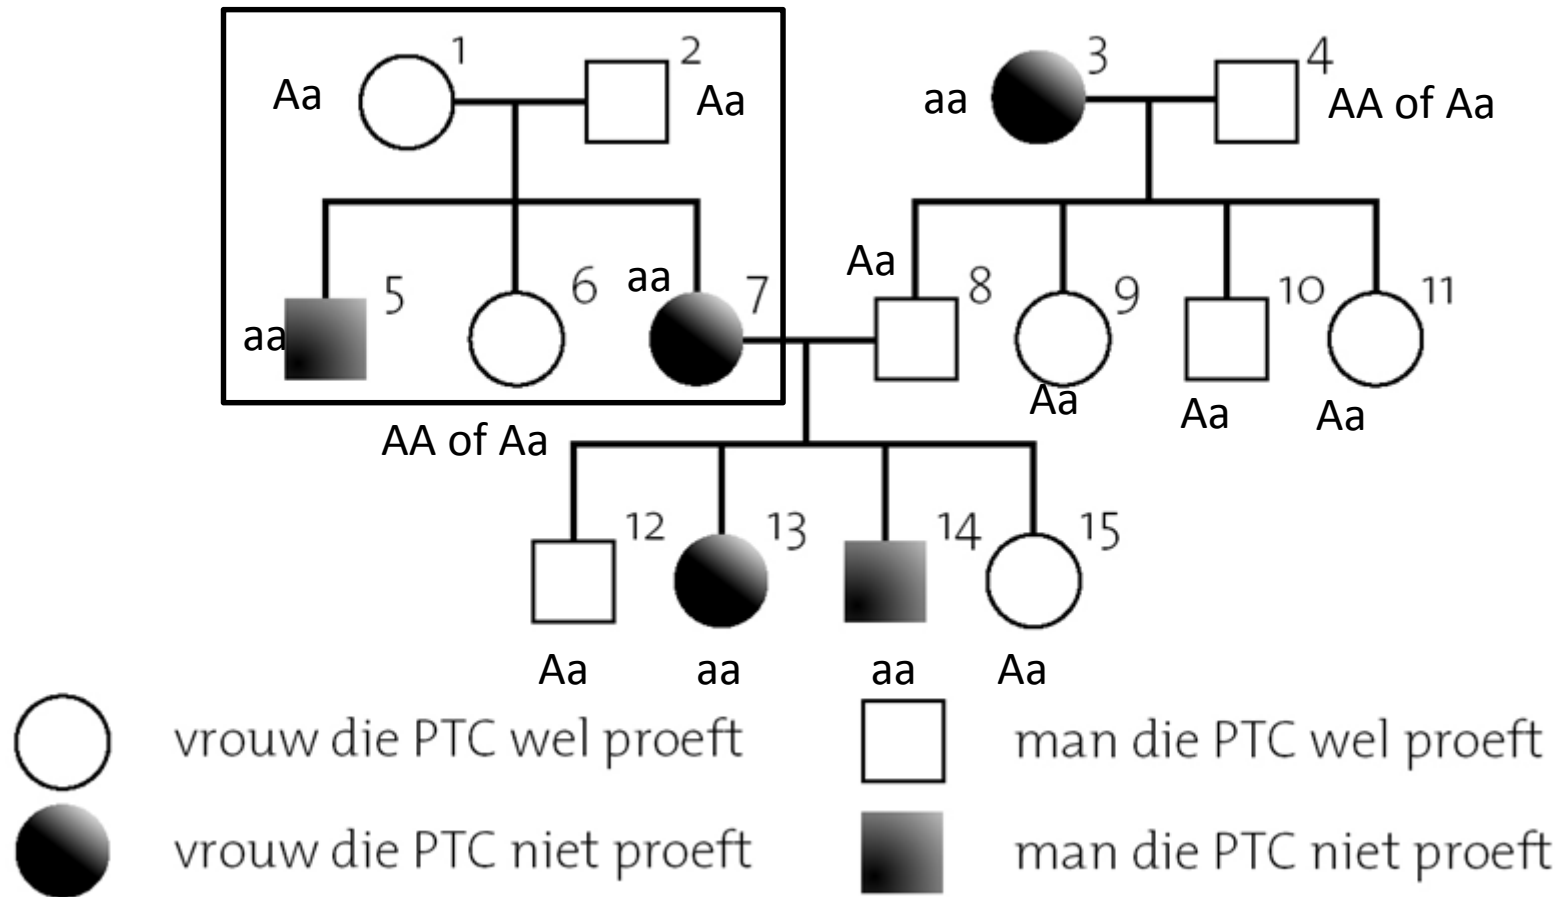 1 2 3 4
Aa Aa aa AA of Aa
aa 5 6 aa 7 Aa 8 9 10 11
Aa Aa Aa
AA of Aa
12 13 14 15
Aa aa aa Aa
vrouw die PTC wel proeft man die PTC wel proeft
vrouw die PTC niet proeft man die PTC niet proeft